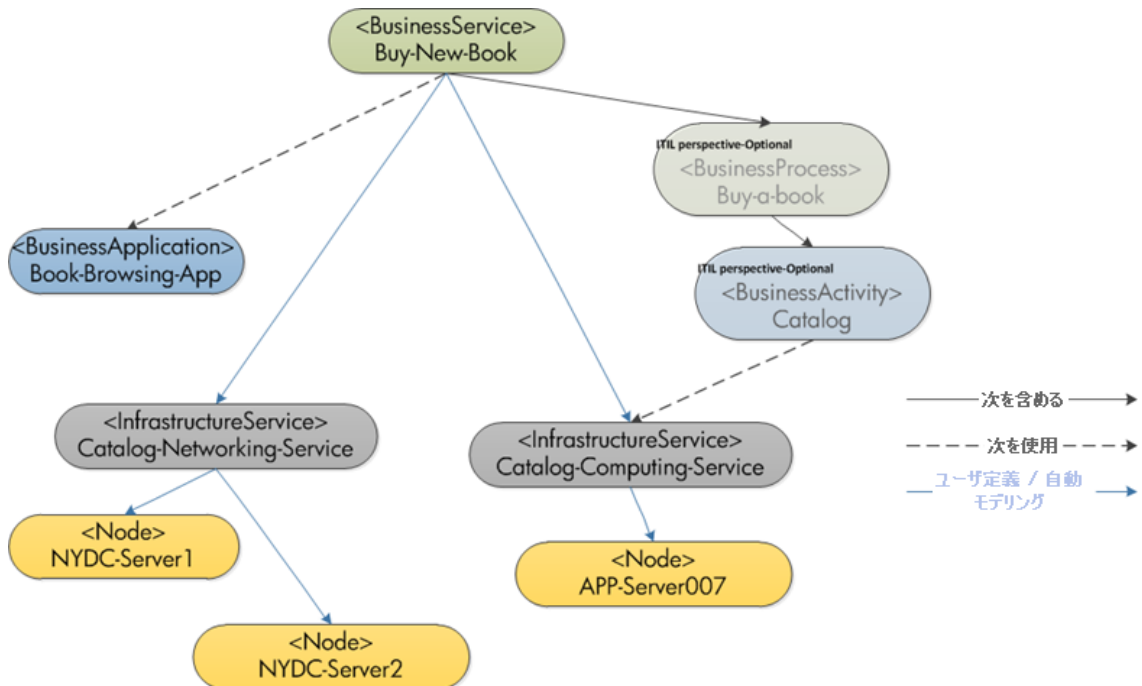 <BusinessService>
Buy-New-Book
ITIL perspective-Optional
<BusinessProcess>
Buy-a-book
<BusinessApplication>
Book-Browsing-App
ITIL perspective-Optional
<BusinessActivity>
Catalog
<InfrastructureService>
Catalog-Networking-Service
<InfrastructureService>
Catalog-Computing-Service
次を含める
次を使用
ユーザ定義 / 自動
モデリング
<Node>
NYDC-Server1
<Node>
APP-Server007
<Node>
NYDC-Server2